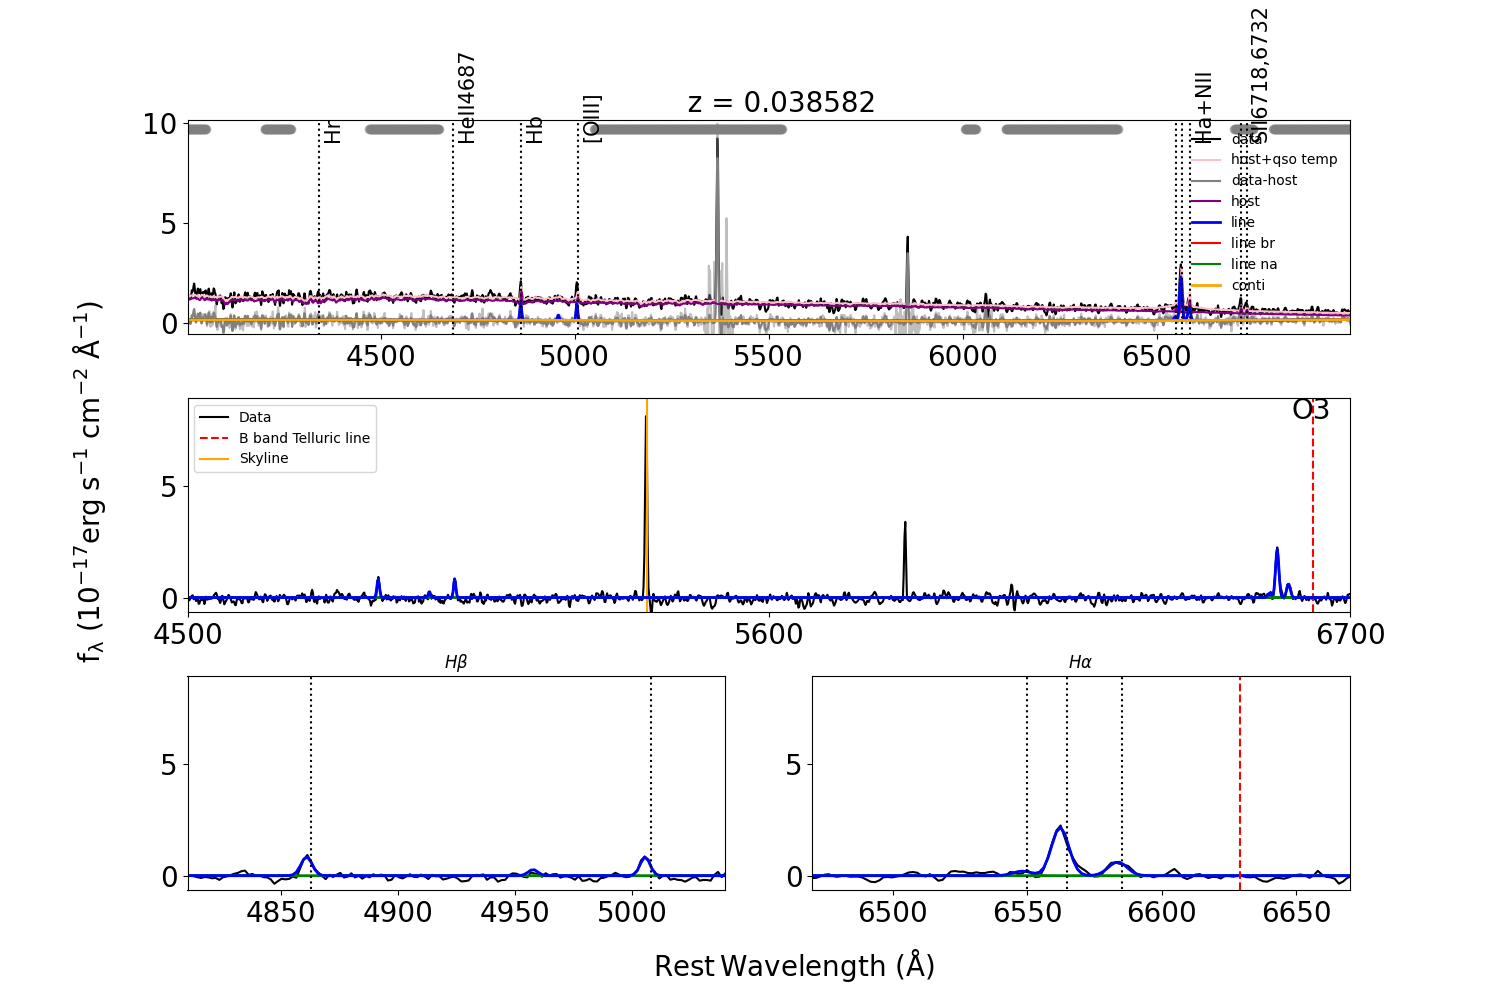 z = 0.038582
Hr
HeII4687
Hb
[OIII]
Ha+NII
SII6718,6732
10
5
0
data
host+qso temp
data-host
host
line
line br
line na
conti
4500 5000 5500 6000 6500
Data
B band Telluric line
Skyline
O3
5
0
4500 5600 6700
fλ (10−17erg s−1 cm−2 Å−1)
Hβ
5
0
4850 4900 4950 5000
Hα
5
0
6500 6550 6600 6650
Rest Wavelength (Å)